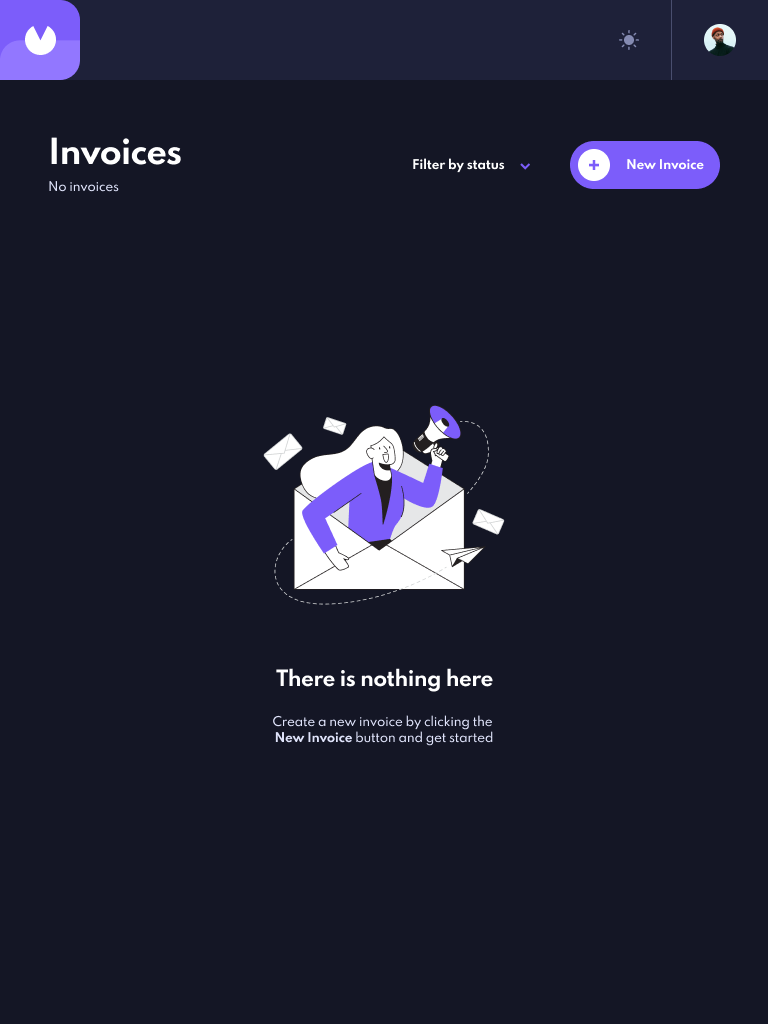 Invoices
No invoices
Filter by status
New Invoice
There is nothing here
Create a new invoice by clicking the
New Invoice button and get started